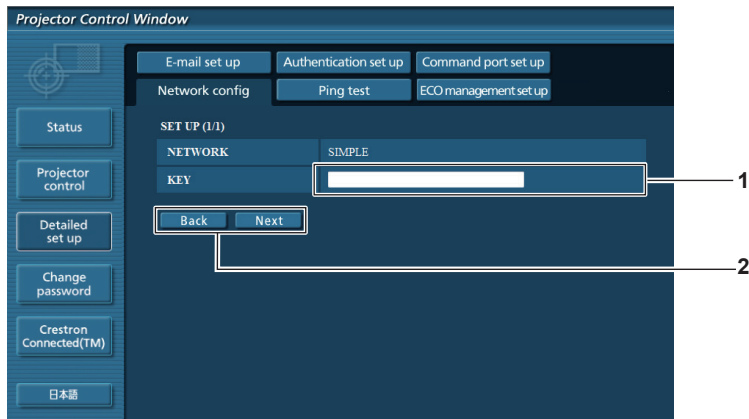 Projector Control Window
E-mail set up
Authentication set up
Command port set up
Network config
Ping test
ECO management set up
Status
Projector
control
Detailed
set up
Change
password
Crestron
Connected(TM)
日本語
SET UP (1/1)
NETWORK
SIMPLE
KEY
Back
Next
1
2